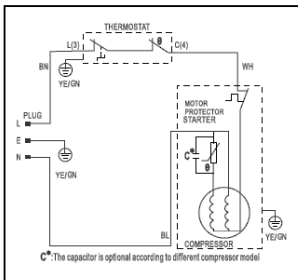 THERMOSTAT
L(3)
θ
C(4)
BN
WH
YE/GN
MOTOR
PROTECTOR
STARTER
PLUG
L
E
N
C*
θ
YE/GN
YE/GN
BL
COMPRESSOR
C*:The capacitor is optional according to different compressor model